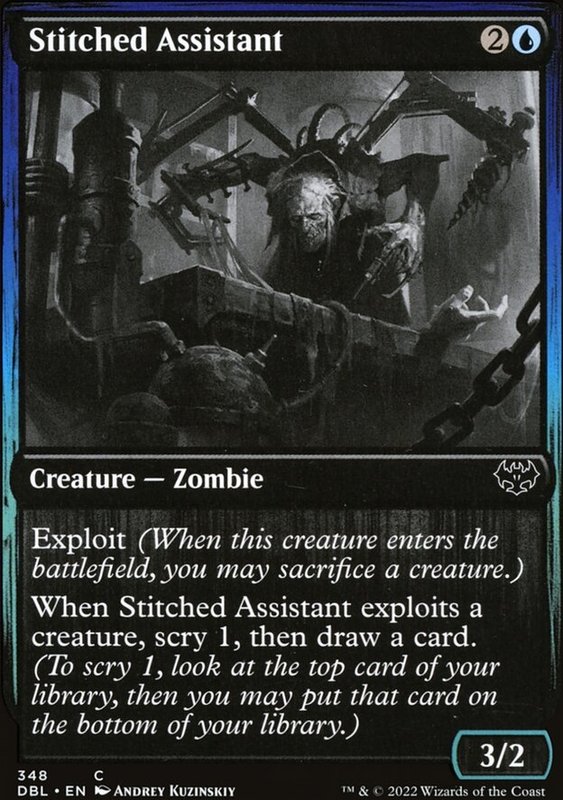 Stitched Assistant 2
Creature — Zombie
Exploit (When this creature enters the
battlefield, you may sacrifice a creature.)
When Stitched Assistant exploits a
creature, scry 1, then draw a card.
(To scry 1, look at the top card of your
library, then you may put that card on
the bottom of your library.)
3/2
348 C
DBL • EN ANDREY KUZINSKIY
™ & © 2022 Wizards of the Coast